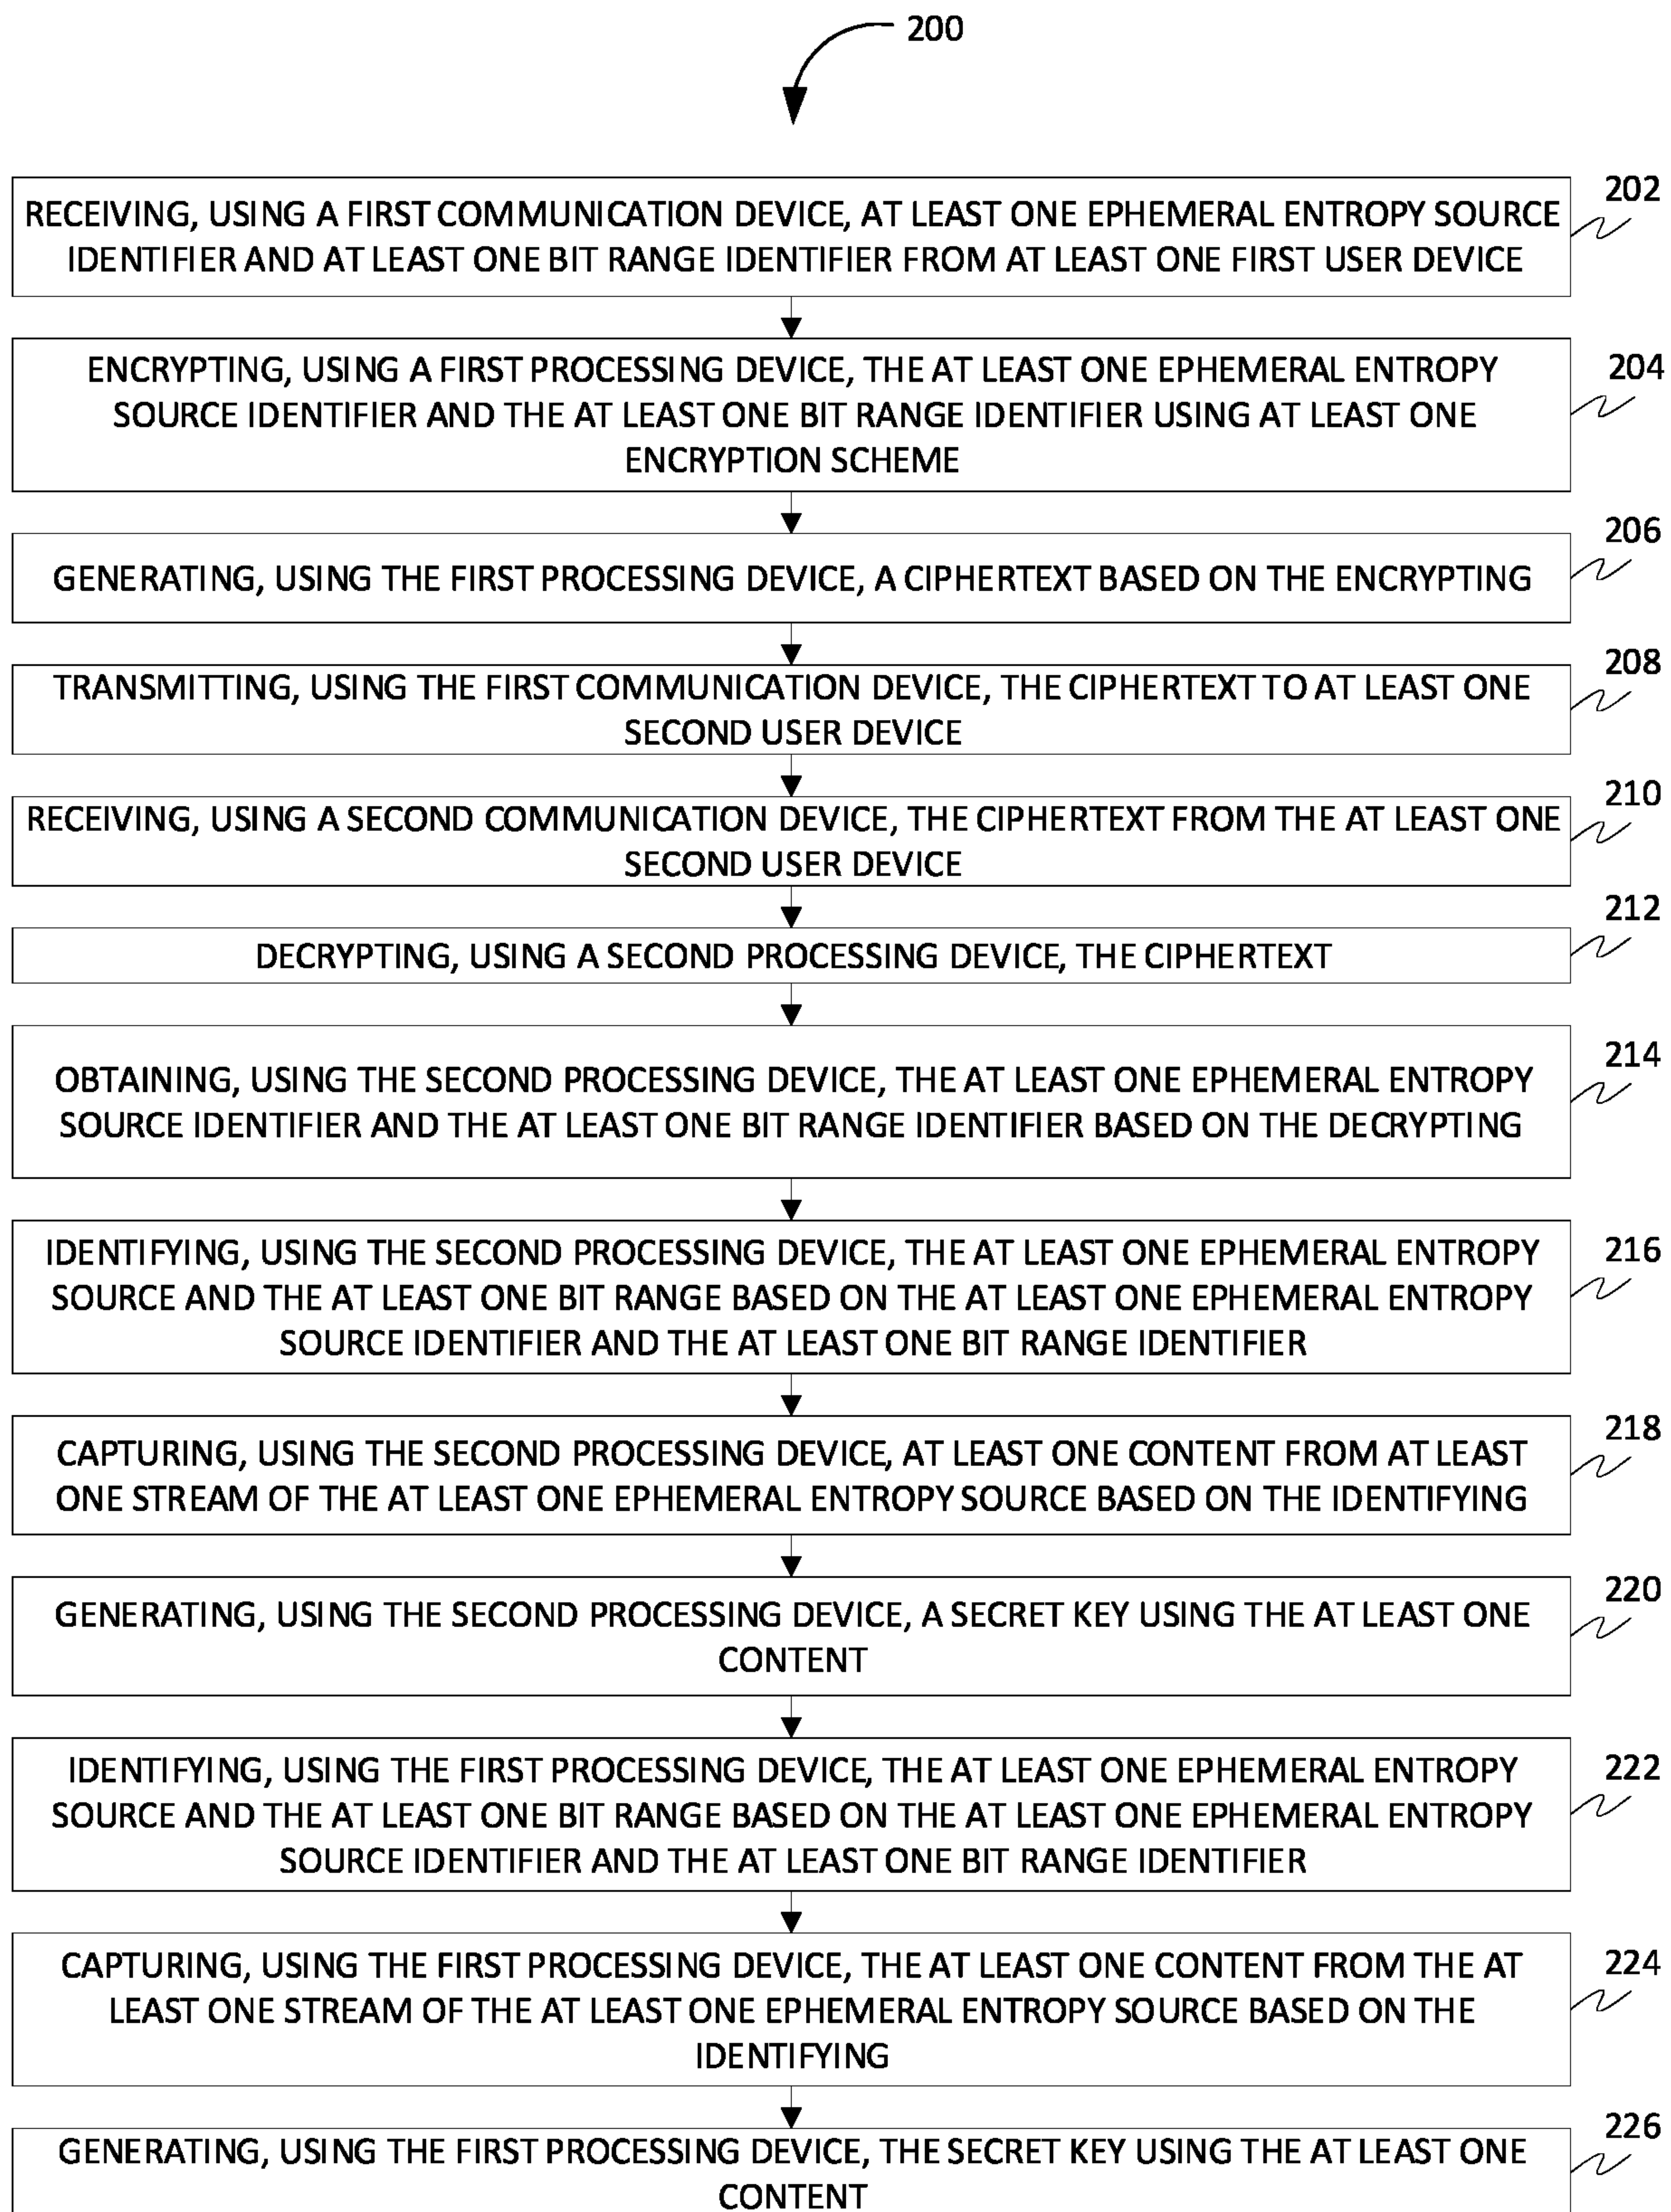 200
202
RECEIVING, USING A FIRST COMMUNICATION DEVICE, AT LEAST ONE EPHEMERAL ENTROPY SOURCE
IDENTIFIER AND AT LEAST ONE BIT RANGE IDENTIFIER FROM AT LEAST ONE FIRST USER DEVICE
204
ENCRYPTING, USING A FIRST PROCESSING DEVICE, THE AT LEAST ONE EPHEMERAL ENTROPY
SOURCE IDENTIFIER AND THE AT LEAST ONE BIT RANGE IDENTIFIER USING AT LEAST ONE
ENCRYPTION SCHEME
206
GENERATING, USING THE FIRST PROCESSING DEVICE, A CIPHERTEXT BASED ON THE ENCRYPTING
208
TRANSMITTING, USING THE FIRST COMMUNICATION DEVICE, THE CIPHERTEXT TO AT LEAST ONE
SECOND USER DEVICE
210
RECEIVING, USING A SECOND COMMUNICATION DEVICE, THE CIPHERTEXT FROM THE AT LEAST ONE
SECOND USER DEVICE
212
DECRYPTING, USING A SECOND PROCESSING DEVICE, THE CIPHERTEXT
214
OBTAINING, USING THE SECOND PROCESSING DEVICE, THE AT LEAST ONE EPHEMERAL ENTROPY
SOURCE IDENTIFIER AND THE AT LEAST ONE BIT RANGE IDENTIFIER BASED ON THE DECRYPTING
216
IDENTIFYING, USING THE SECOND PROCESSING DEVICE, THE AT LEAST ONE EPHEMERAL ENTROPY
SOURCE AND THE AT LEAST ONE BIT RANGE BASED ON THE AT LEAST ONE EPHEMERAL ENTROPY
SOURCE IDENTIFIER AND THE AT LEAST ONE BIT RANGE IDENTIFIER
218
CAPTURING, USING THE SECOND PROCESSING DEVICE, AT LEAST ONE CONTENT FROM AT LEAST
ONE STREAM OF THE AT LEAST ONE EPHEMERAL ENTROPY SOURCE BASED ON THE IDENTIFYING
220
GENERATING, USING THE SECOND PROCESSING DEVICE, A SECRET KEY USING THE AT LEAST ONE
CONTENT
222
IDENTIFYING, USING THE FIRST PROCESSING DEVICE, THE AT LEAST ONE EPHEMERAL ENTROPY
SOURCE AND THE AT LEAST ONE BIT RANGE BASED ON THE AT LEAST ONE EPHEMERAL ENTROPY
SOURCE IDENTIFIER AND THE AT LEAST ONE BIT RANGE IDENTIFIER
224
CAPTURING, USING THE FIRST PROCESSING DEVICE, THE AT LEAST ONE CONTENT FROM THE AT
LEAST ONE STREAM OF THE AT LEAST ONE EPHEMERAL ENTROPY SOURCE BASED ON THE
IDENTIFYING
226
GENERATING, USING THE FIRST PROCESSING DEVICE, THE SECRET KEY USING THE AT LEAST ONE
CONTENT